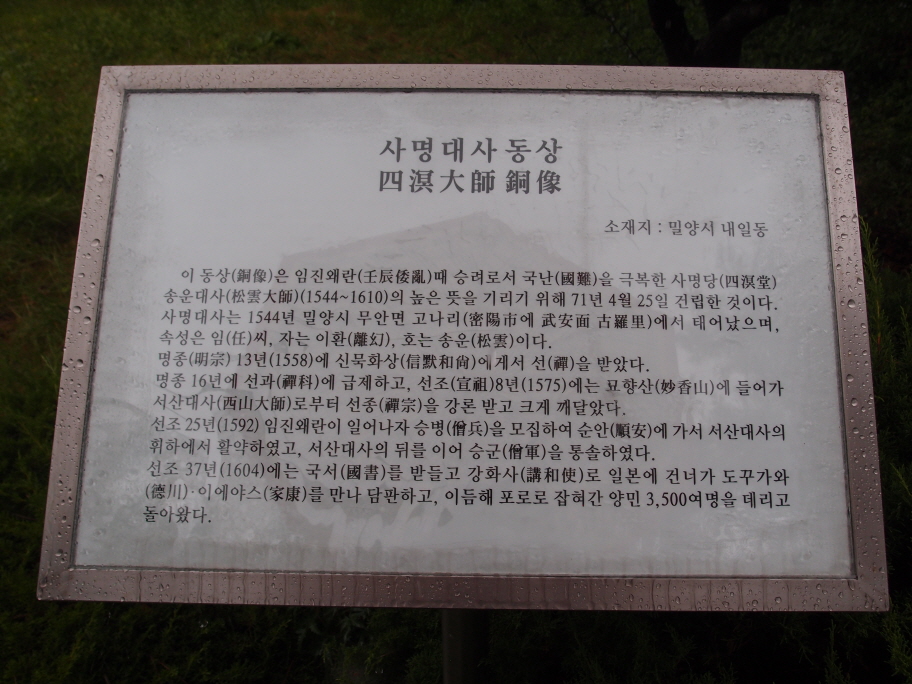 사명대사 동상
四溟大師 銅像
소재지 : 밀양서 내일동
이 동상(銅像)은 임진왜란(壬辰倭亂)때 승려로서 국난(國難)을 극복한 사명당(四溟堂)
송운대사(松雲大師)(1544~1610)의 높은 뜻을 기리기 위해 71년 4월 25일 건립한 것이다.
사명대사는 1544년 밀양시 무안면 고나리(密陽市에 武安面 古羅里)에서 태어났으며,
속성은 임(任)씨, 자는 이환(離幻), 호는 송운(松雲)이다.
명종(明宗) 13년(1558)에 신묵화상(信默和尙)에게서 선(禪)을 받았다.
명종 16년에 선과(禪科)에 급제하고, 선조(宣祖)8년(1575)에는 묘향산(妙香山)에 들어가
서산대사(西山大師)로부터 선종(禪宗)을 강론 받고 크게 깨달았다.
선조 25년(1592) 임진왜란이 일어나자 승병(僧兵)을 모집하여 순안(順安)에 가서 서산대사의
휘하에서 활약하였고, 서산대사의 뒤를 이어 승군(僧軍)을 통솔하였다.
선조 37년(1604)에는 국서(國書)를 받들고 강화사(講和使)로 일본에 건너가 도꾸가와
(德川)·이에야스(家康)를 만나 담판하고, 이듬해 포로로 잡혀간 양민 3,500여명을 데리고
돌아왔다.